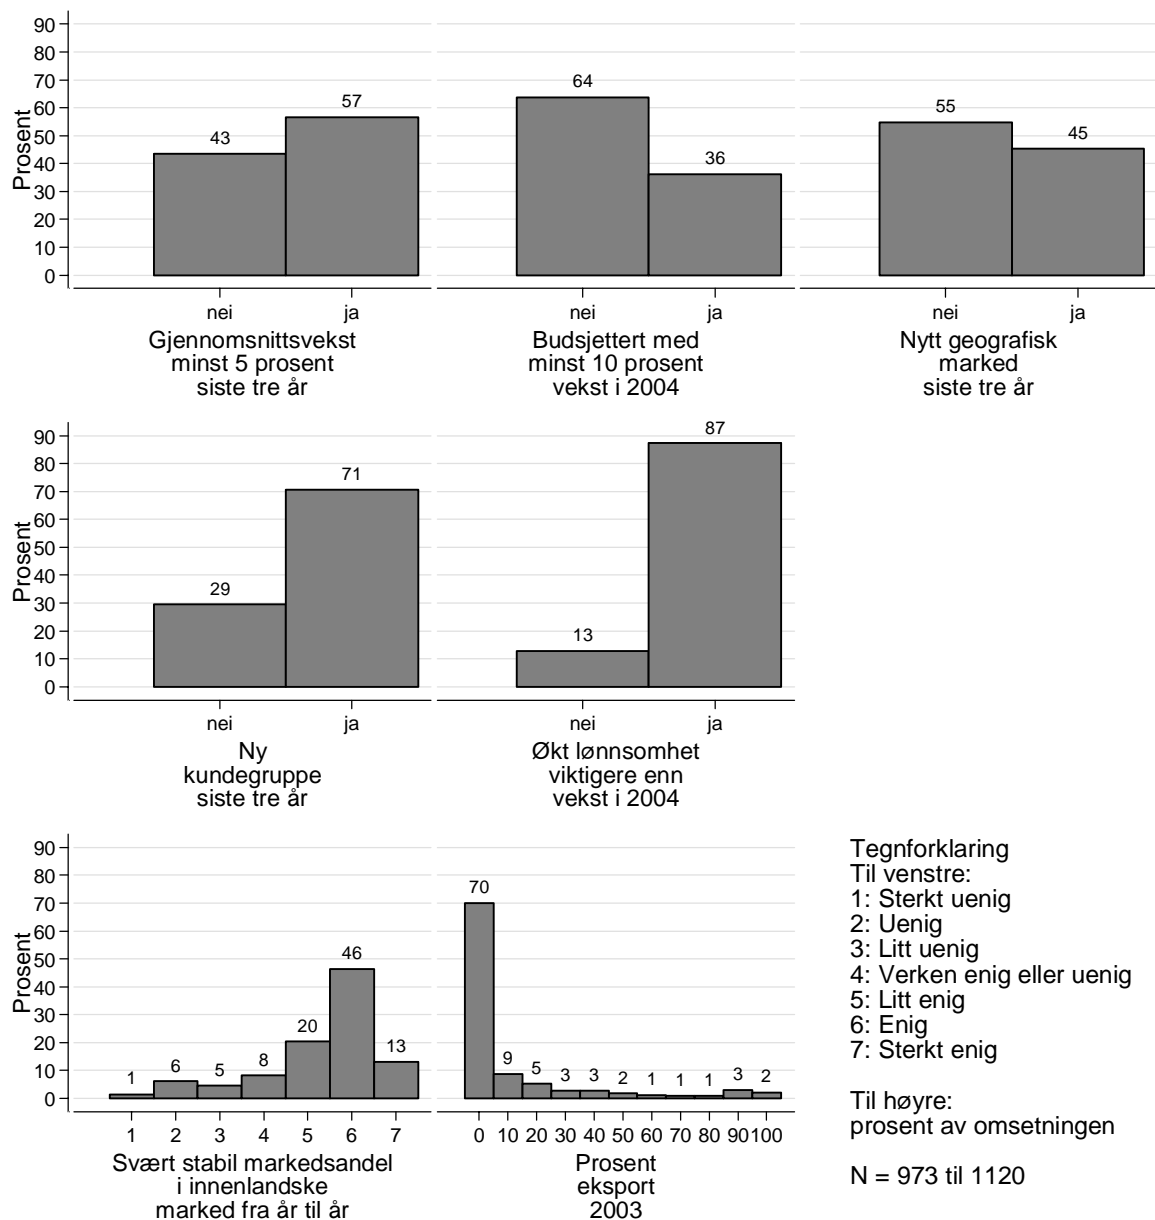 90
80
70
60
50
40
30
20
10
0
Prosent
43
57
64
36
55
45
nei ja
nei ja
nei ja
Gjennomsnittsvekst
minst 5 prosent
siste tre år
Budsjettert med
minst 10 prosent
vekst i 2004
Nytt geografisk
marked
siste tre år
90
80
70
60
50
40
30
20
10
0
Prosent
29
71
13
87
nei ja
nei ja
Ny
kundegruppe
siste tre år
Økt lønnsomhet
viktigere enn
vekst i 2004
90
80
70
60
50
40
30
20
10
0
Prosent
1 6 5 8 20 46 13
70 9 5 3 3 2 1 1 1 3 2
1 2 3 4 5 6 7
0 10 20 30 40 50 60 70 80 90 100
Svært stabil markedsandel
i innenlandske
marked fra år til år
Prosent
eksport
2003
Tegnforklaring
Til venstre:
1: Sterkt uenig
2: Uenig
3: Litt uenig
4: Verken enig eller uenig
5: Litt enig
6: Enig
7: Sterkt enig
Til høyre:
prosent av omsetningen
N = 973 til 1120